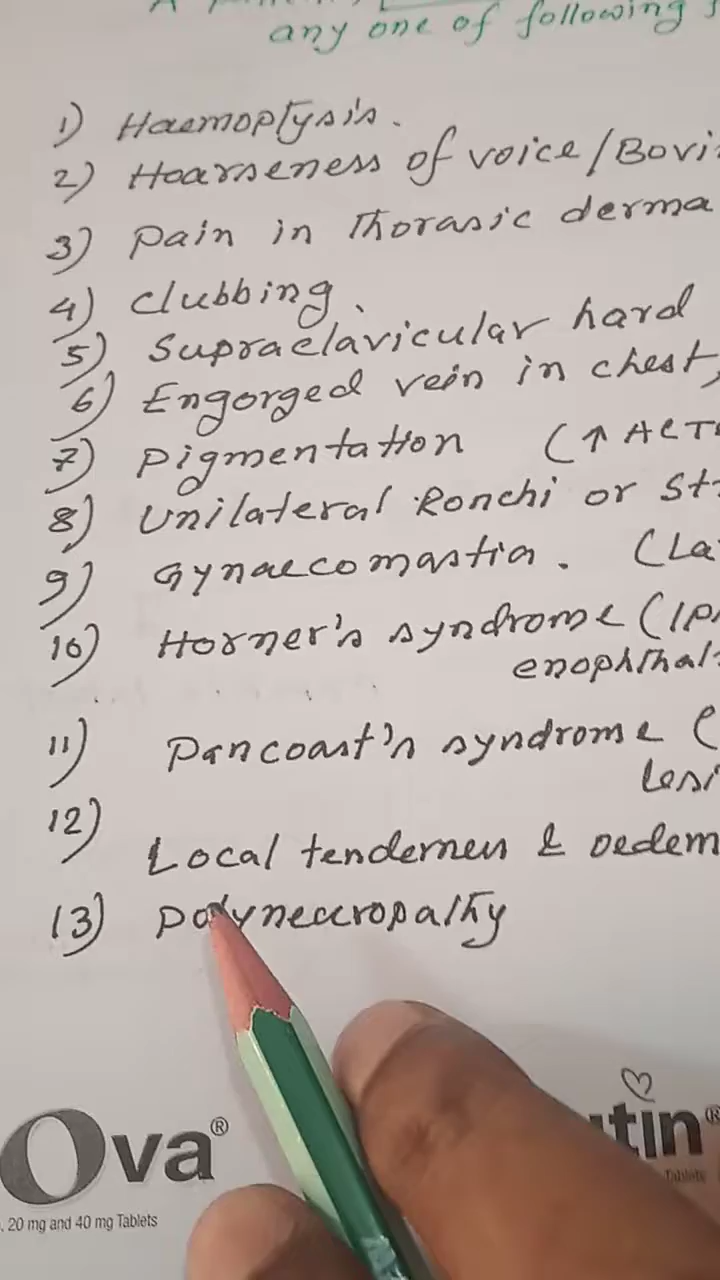 any one of following
1) Haemoptysis.
2) Hoarseness of voice / Bovi
3) Pain in Thorasic derma
4) Clubbing.
5) Supraclavicular hard
6) Engorged vein in chest,
7) Pigmentation (↑ ACT
8) Unilateral Ronchi or St
9) Gynaecomastia. (La
10) Horner's syndrome (
enophthal
11) Pancoast's syndrome (
Lesi
12)
Local tenderness & oedem
13) Polyneuropathy
Ova®
tin®
, 20 mg and 40 mg Tablets
Tablets